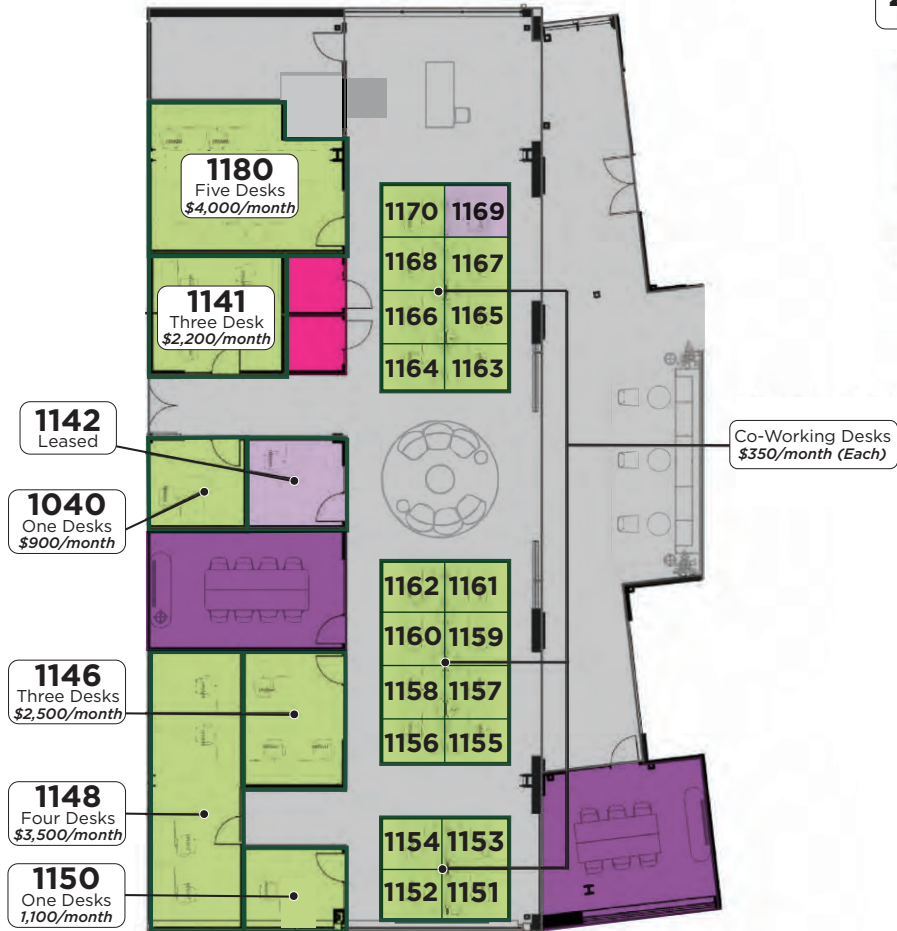 1180
Five Desks
$4,000/month
1170 1169
1168 1167
1141
Three Desk
$2,200/month
1166 1165
1164 1163
1142
Leased
Co-Working Desks
$350/month (Each)
1040
One Desks
$900/month
1162 1161
1160 1159
1146
Three Desks
$2,500/month
1158 1157
1156 1155
1148
Four Desks
$3,500/month
1154 1153
1150
One Desks
1,100/month
1152 1151